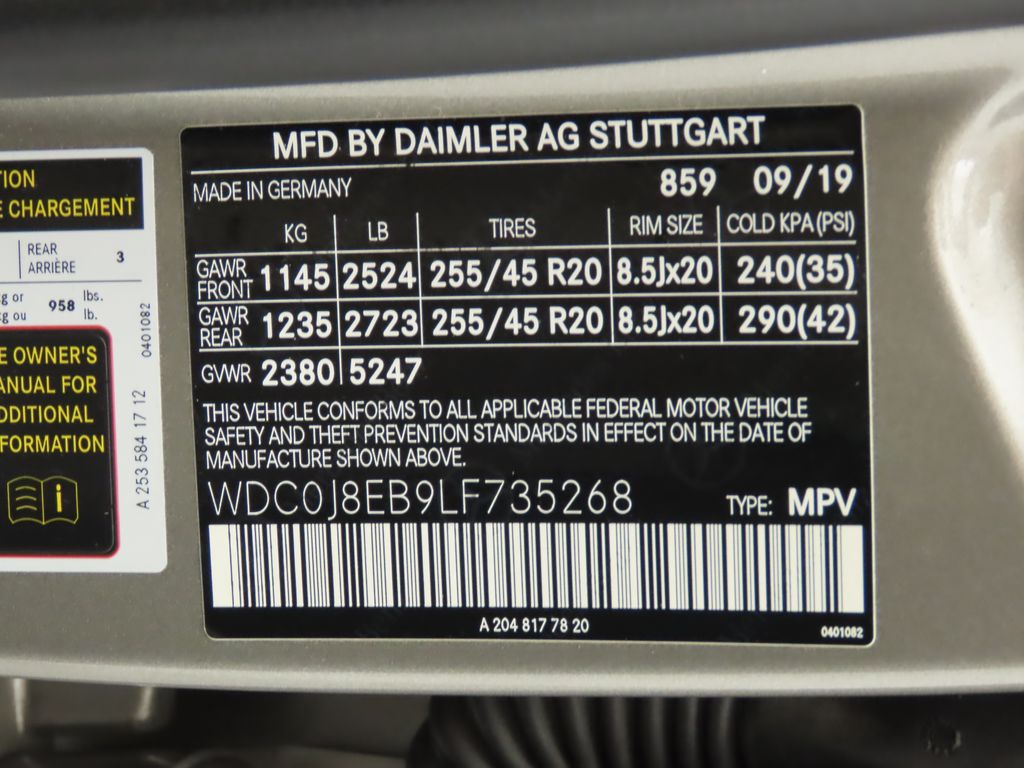 TION
E CHARGEMENT
REAR
ARRIÈRE 3
kg or
kg ou 958 lbs.
lb.
E OWNER'S
ANUAL FOR
DDITIONAL
FORMATION
i
0401082
A 253 584 17 12
MFD BY DAIMLER AG STUTTGART
MADE IN GERMANY 859 09/19
KG LB TIRES RIM SIZE COLD KPA(PSI)
GAWR FRONT 1145 2524 255/45 R20 8.5Jx20 240(35)
GAWR REAR 1235 2723 255/45 R20 8.5Jx20 290(42)
GVWR 2380 5247
THIS VEHICLE CONFORMS TO ALL APPLICABLE FEDERAL MOTOR VEHICLE
SAFETY AND THEFT PREVENTION STANDARDS IN EFFECT ON THE DATE OF
MANUFACTURE SHOWN ABOVE.
WDC0J8EB9LF735268 TYPE: MPV
A 204 817 78 20
0401082